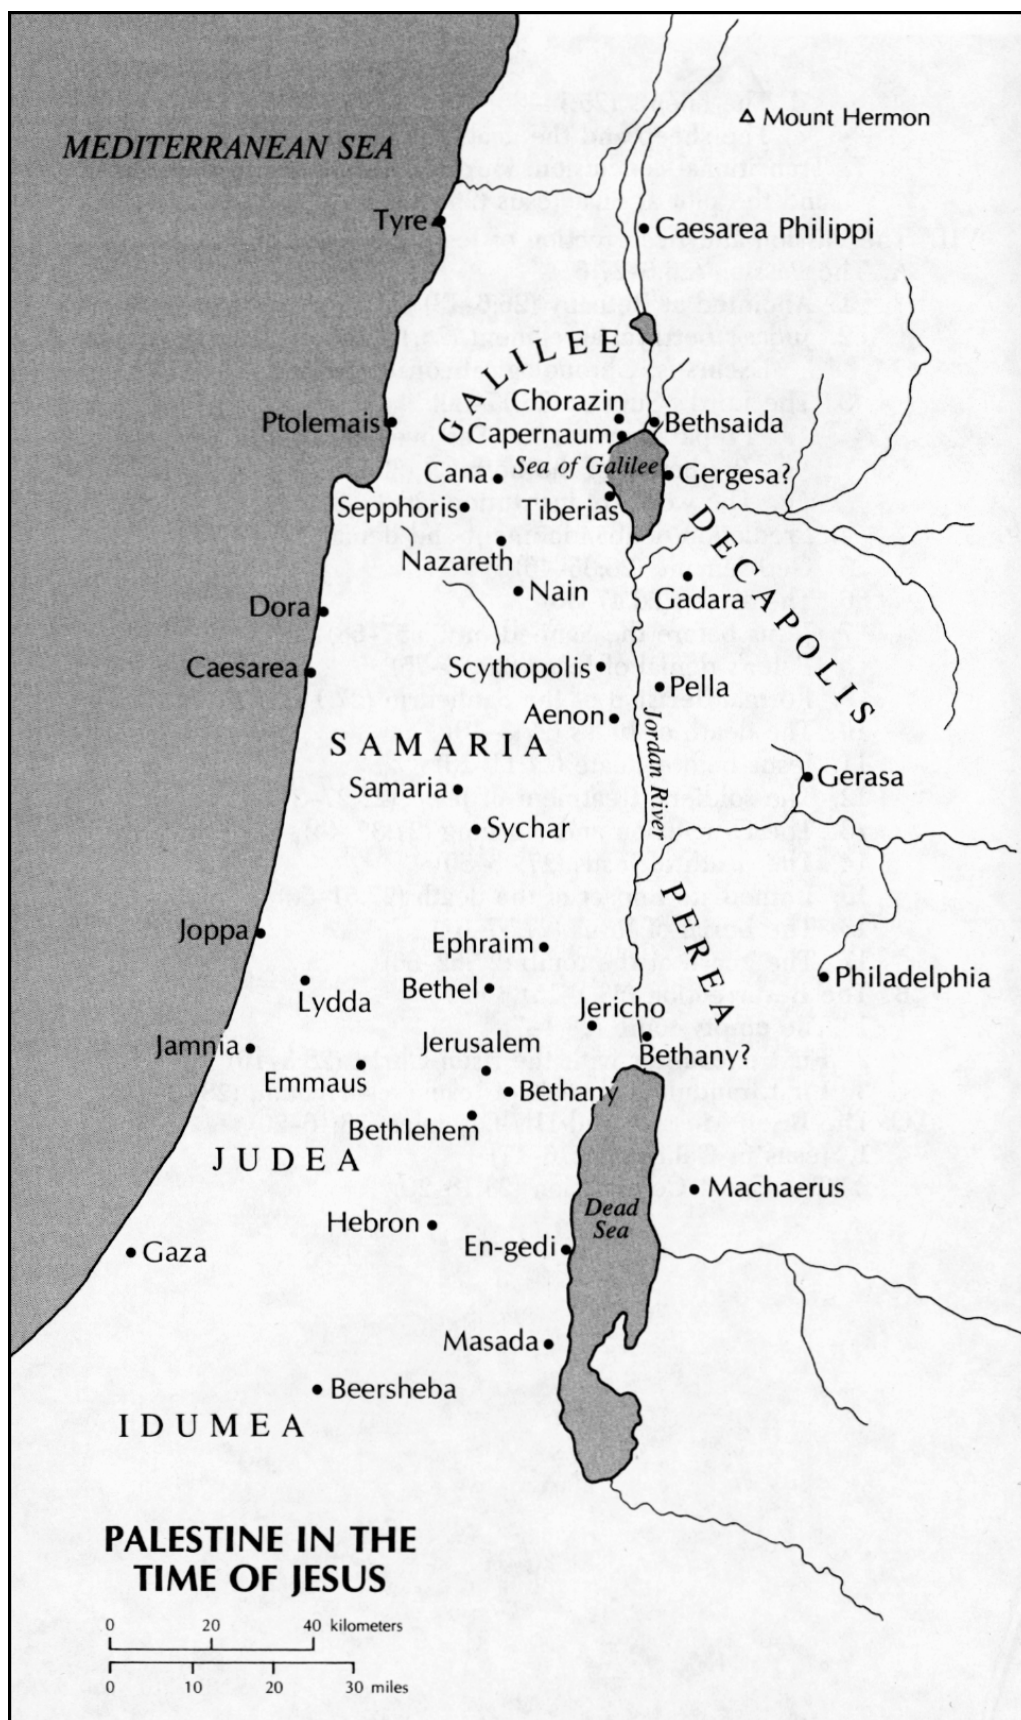 Mount Hermon
MEDITERRANEAN SEA
Tyre
Caesarea Philippi
GALILEE
Chorazin
Ptolemais
Bethsaida
Capernaum
Sea of Galilee
Cana
Gergesa?
Sepphoris
Tiberias
DECAPOLIS
Nazareth
Nain
Gadara
Dora
Caesarea
Scythopolis
Pella
Aenon
Jordan River
SAMARIA
Samaria
Gerasa
Sychar
PEREA
Joppa
Ephraim
Philadelphia
Lydda
Bethel
Jericho
Jamnia
Jerusalem
Bethany?
Emmaus
Bethany
Bethlehem
JUDEA
Machaerus
Dead
Sea
Hebron
En-gedi
Gaza
Masada
Beersheba
IDUMEA
PALESTINE IN THE
TIME OF JESUS
0 20 40 kilometers
0 10 20 30 miles